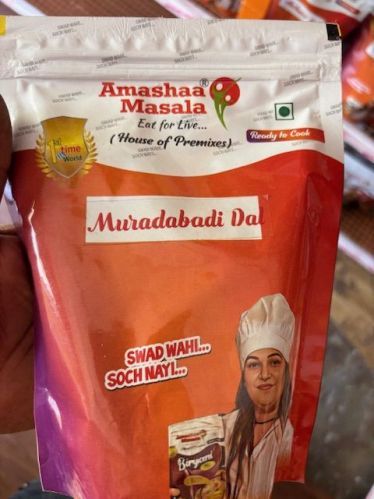 Amashaa®
Masala
Eat for Live...
(House of Premixes)
Ready to Cook
1st
time
World
Muradabadi Dal
SWAD WAHI...
SOCH NAYI...
Biryani